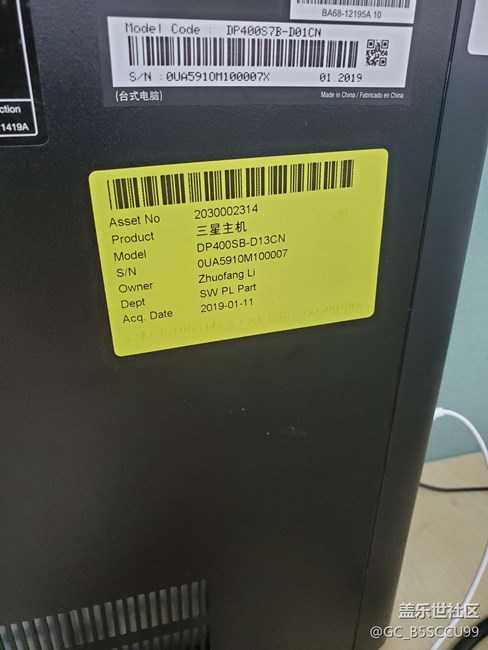 BA68-12195A 10
Model Code : DP400S7B-D01CN
S/N : 0UA5910M100007X 01.2019
(台式电脑) Made in China / Fabricado en China
ction
1419A
Asset No 2030002314
Product 三星主机
Model DP400SB-D13CN
S/N 0UA5910M100007
Owner Zhuofang Li
Dept SW PL Part
Acq. Date 2019-01-11
盖乐世社区
@GC_B5SCCU99